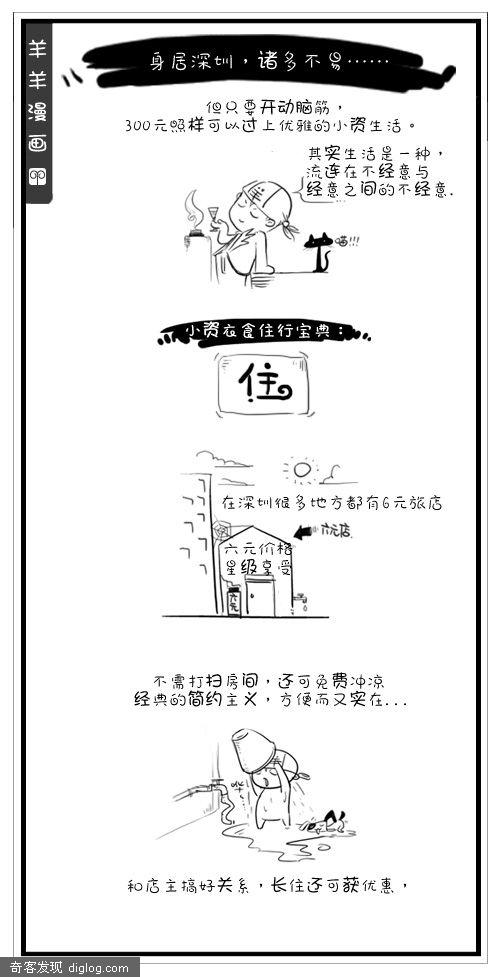 羊羊漫画
身居深圳，诸多不易……
但只要开动脑筋，
300元照样可以过上优雅的小资生活。
其实生活是一种，
流连在不经意与
经意之间的不经意.
喵!!!
小资衣食住行宝典：
住
在深圳很多地方都有6元旅店
六元店
六元价格
星级享受
六元
不需打扫房间，还可免费冲凉
经典的简约主义，方便而又实在...
哗~
和店主搞好关系，长住还可获优惠，
奇客发现 diglog.com